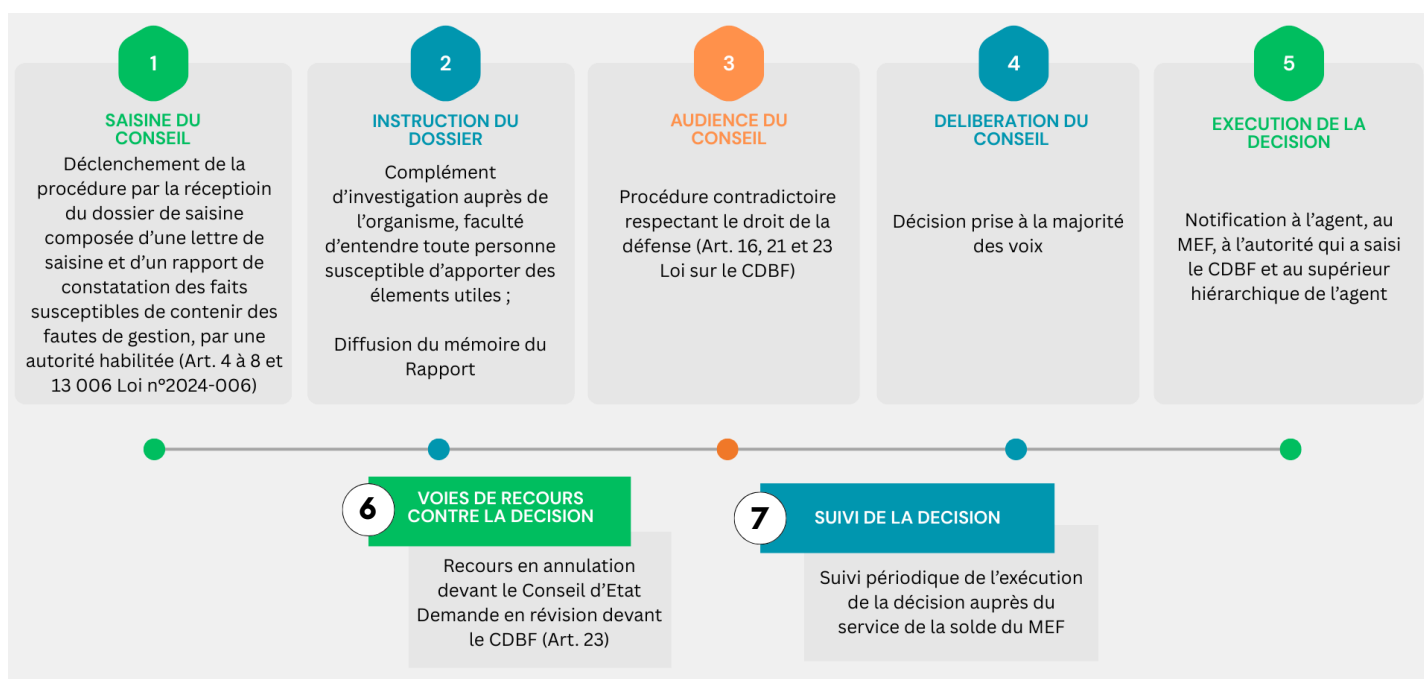 1
SAISINE DU
CONSEIL
Déclenchement de la
procédure par la réceptioin
du dossier de saisine
composée d’une lettre de
saisine et d’un rapport de
constatation des faits
susceptibles de contenir des
fautes de gestion, par une
autorité habilitée (Art. 4 à 8 et
13 006 Loi n°2024-006)
2
INSTRUCTION DU
DOSSIER
Complément
d’investigation auprès de
l’organisme, faculté
d’entendre toute personne
susceptible d’apporter des
élements utiles ;
Diffusion du mémoire du
Rapport
3
AUDIENCE DU
CONSEIL
Procédure contradictoire
respectant le droit de la
défense (Art. 16, 21 et 23
Loi sur le CDBF)
4
DELIBERATION DU
CONSEIL
Décision prise à la majorité
des voix
5
EXECUTION DE LA
DECISION
Notification à l’agent, au
MEF, à l’autorité qui a saisi
le CDBF et au supérieur
hiérarchique de l’agent
6
VOIES DE RECOURS
CONTRE LA DECISION
Recours en annulation
devant le Conseil d’Etat
Demande en révision devant
le CDBF (Art. 23)
7
SUIVI DE LA DECISION
Suivi périodique de l’exécution
de la décision auprès du
service de la solde du MEF